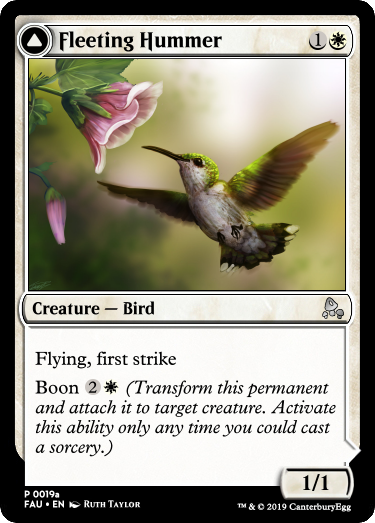 Fleeting Hummer 1
Creature — Bird
Flying, first strike
Boon 2 (Transform this permanent
and attach it to target creature. Activate
this ability only any time you could cast
a sorcery.)
1/1
P 0019a
FAU • EN Ruth Taylor
™ & © 2019 CanterburyEgg